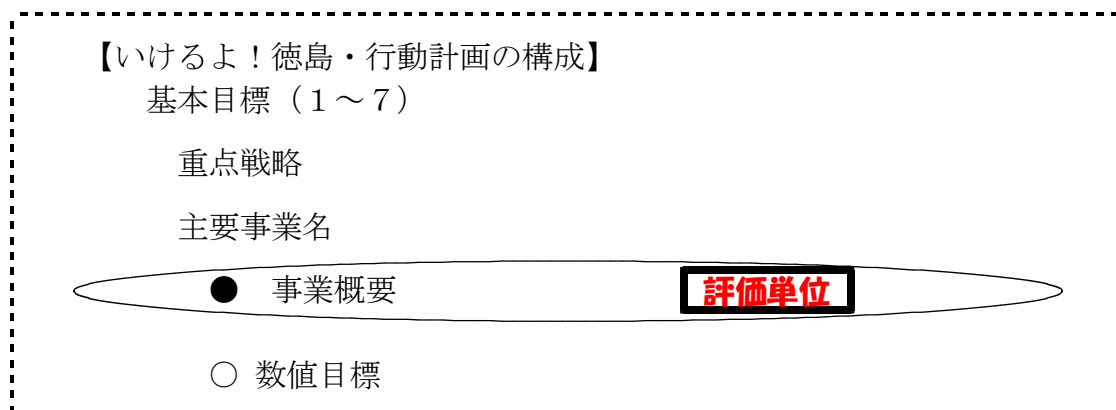 【いけるよ！徳島・行動計画の構成】
基本目標（１～７）
重点戦略
主要事業名
● 事業概要 評価単位
○ 数値目標